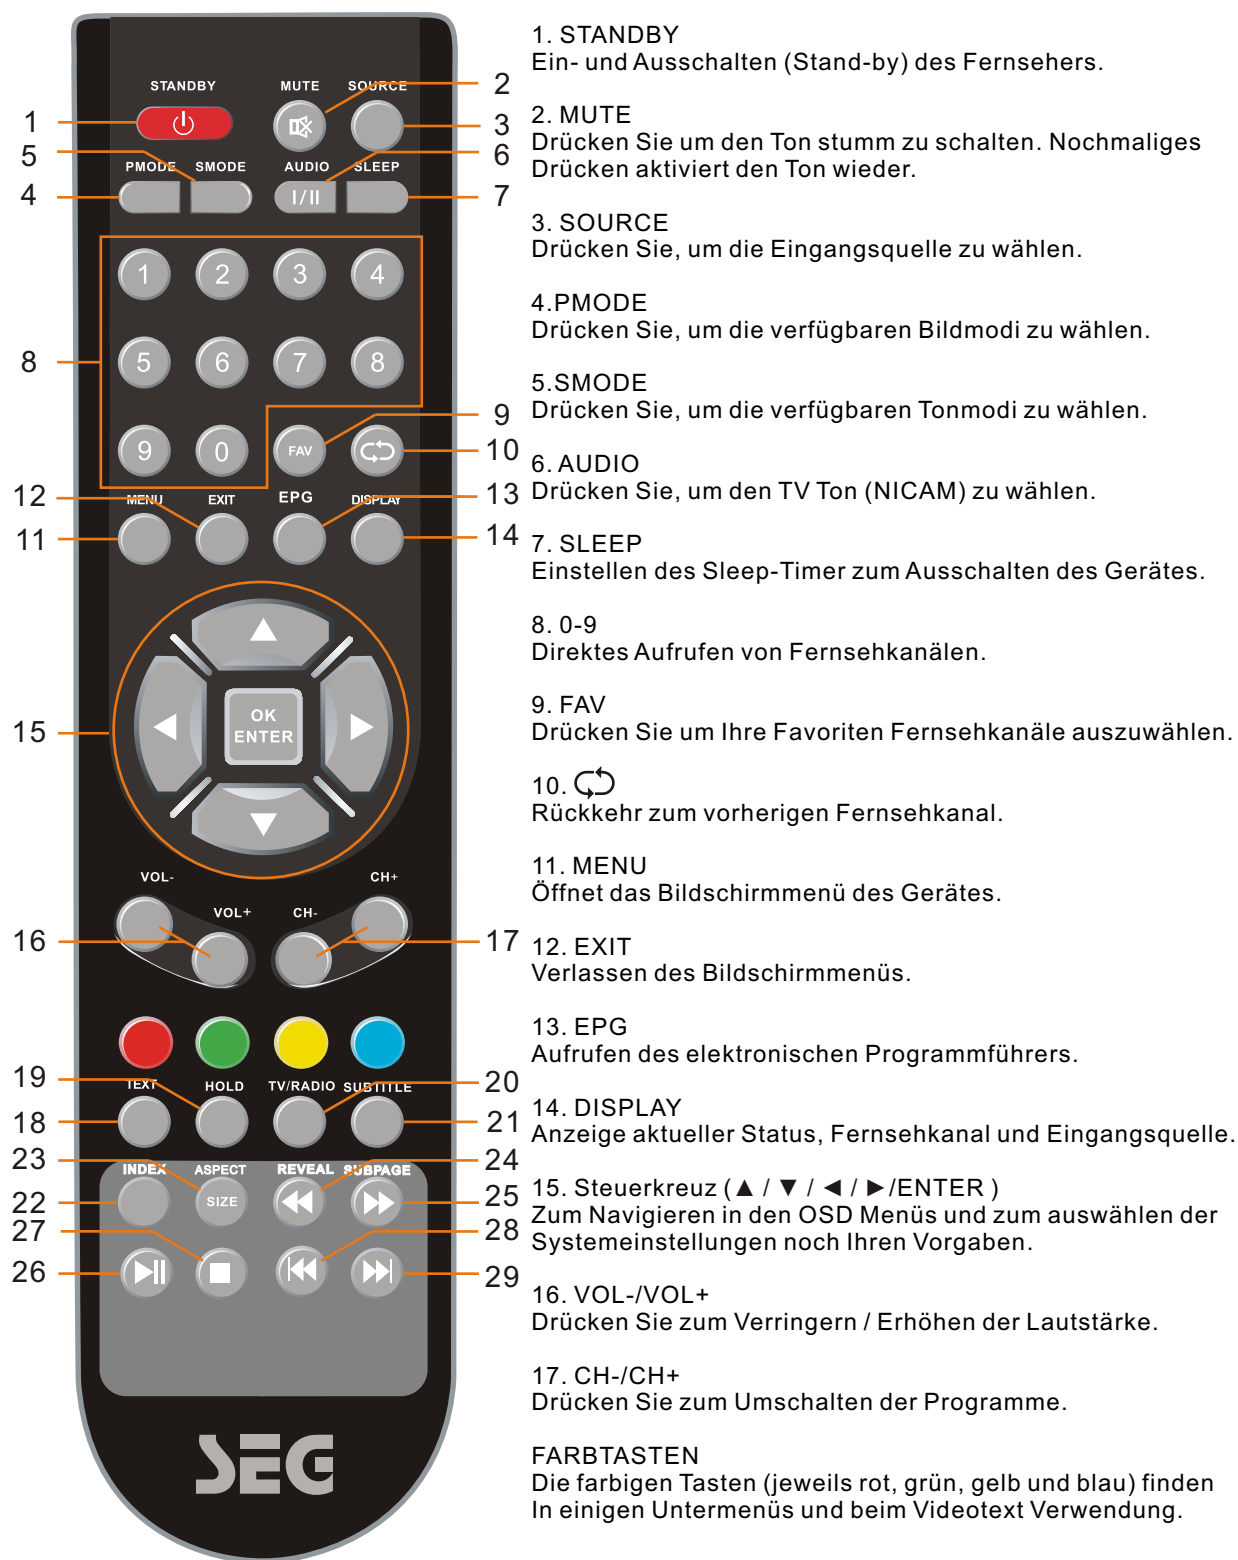 STANDBY MUTE SOURCE
2
1
3
5
6
PMODE SMODE AUDIO SLEEP
I/II
4
7
1 2 3 4
8
5 6 7 8
9
9 0 FAV
10
12
MENU EXIT EPG DISPLAY
13
11
14
OK
ENTER
15
VOL- CH+
VOL+ CH-
16
17
19
20
TEXT HOLD TV/RADIO SUBTITLE
18
21
23
24
INDEX ASPECT REVEAL SUBPAGE
SIZE
22
25
27
28
26
29
SEG
1. STANDBY
Ein- und Ausschalten (Stand-by) des Fernsehers.
2. MUTE
Drücken Sie um den Ton stumm zu schalten. Nochmaliges
Drücken aktiviert den Ton wieder.
3. SOURCE
Drücken Sie, um die Eingangsquelle zu wählen.
4.PMODE
Drücken Sie, um die verfügbaren Bildmodi zu wählen.
5.SMODE
Drücken Sie, um die verfügbaren Tonmodi zu wählen.
6. AUDIO
Drücken Sie, um den TV Ton (NICAM) zu wählen.
7. SLEEP
Einstellen des Sleep-Timer zum Ausschalten des Gerätes.
8. 0-9
Direktes Aufrufen von Fernsehkanälen.
9. FAV
Drücken Sie um Ihre Favoriten Fernsehkanäle auszuwählen.
10.
Rückkehr zum vorherigen Fernsehkanal.
11. MENU
Öffnet das Bildschirmmenü des Gerätes.
12. EXIT
Verlassen des Bildschirmmenüs.
13. EPG
Aufrufen des elektronischen Programmführers.
14. DISPLAY
Anzeige aktueller Status, Fernsehkanal und Eingangsquelle.
15. Steuerkreuz (▲ / ▼ / ◄ / ►/ENTER )
Zum Navigieren in den OSD Menüs und zum auswählen der
Systemeinstellungen noch Ihren Vorgaben.
16. VOL-/VOL+
Drücken Sie zum Verringern / Erhöhen der Lautstärke.
17. CH-/CH+
Drücken Sie zum Umschalten der Programme.
FARBTASTEN
Die farbigen Tasten (jeweils rot, grün, gelb und blau) finden
In einigen Untermenüs und beim Videotext Verwendung.